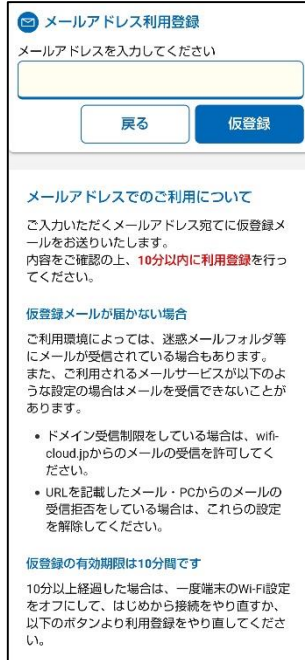 メールアドレス利用登録
メールアドレスを入力してください
戻る
仮登録
メールアドレスでのご利用について
ご入力いただくメールアドレス宛てに仮登録メ
ールをお送りいたします。
内容をご確認の上、10分以内に利用登録を行っ
てください。
仮登録メールが届かない場合
ご利用環境によっては、迷惑メールフォルダ等
にメールが受信されている場合もあります。
また、ご利用されるメールサービスが以下のよ
うな設定の場合はメールを受信できないことが
あります。
• ドメイン受信制限をしている場合は、wifi-
cloud.jpからのメールの受信を許可してく
ださい。
• URLを記載したメール・PCからのメールの
受信拒否をしている場合は、これらの設定
を解除してください。
仮登録の有効期限は10分間です
10分以上経過した場合は、一度端末のWi-Fi設定
をオフにして、はじめから接続をやり直すか、
以下のボタンより利用登録をやり直してくださ
い。